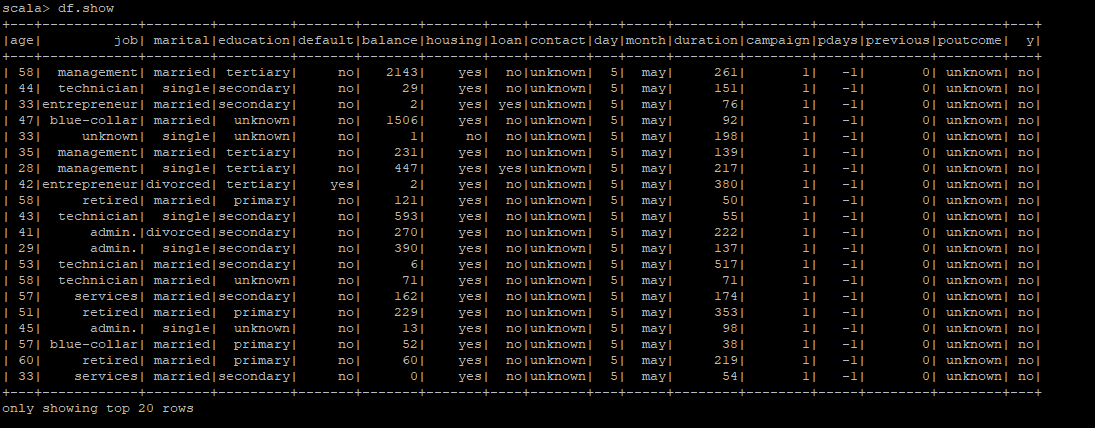 scala> df.show
+---+------------+--------+---------+-------+-------+-------+----+-------+---+-----+--------+--------+-----+--------+--------+---+
|age|         job| marital|education|default|balance|housing|loan|contact|day|month|duration|campaign|pdays|previous|poutcome|  y|
+---+------------+--------+---------+-------+-------+-------+----+-------+---+-----+--------+--------+-----+--------+--------+---+
| 58|  management| married| tertiary|     no|   2143|    yes|  no|unknown|  5|  may|     261|       1|   -1|       0| unknown| no|
| 44|  technician|  single|secondary|     no|     29|    yes|  no|unknown|  5|  may|     151|       1|   -1|       0| unknown| no|
| 33|entrepreneur| married|secondary|     no|      2|    yes| yes|unknown|  5|  may|      76|       1|   -1|       0| unknown| no|
| 47| blue-collar| married|  unknown|     no|   1506|    yes|  no|unknown|  5|  may|      92|       1|   -1|       0| unknown| no|
| 33|     unknown|  single|  unknown|     no|      1|     no|  no|unknown|  5|  may|     198|       1|   -1|       0| unknown| no|
| 35|  management| married| tertiary|     no|    231|    yes|  no|unknown|  5|  may|     139|       1|   -1|       0| unknown| no|
| 28|  management|  single| tertiary|     no|    447|    yes| yes|unknown|  5|  may|     217|       1|   -1|       0| unknown| no|
| 42|entrepreneur|divorced| tertiary|    yes|      2|    yes|  no|unknown|  5|  may|     380|       1|   -1|       0| unknown| no|
| 58|     retired| married|  primary|     no|    121|    yes|  no|unknown|  5|  may|      50|       1|   -1|       0| unknown| no|
| 43|  technician|  single|secondary|     no|    593|    yes|  no|unknown|  5|  may|      55|       1|   -1|       0| unknown| no|
| 41|      admin.|divorced|secondary|     no|    270|    yes|  no|unknown|  5|  may|     222|       1|   -1|       0| unknown| no|
| 29|      admin.|  single|secondary|     no|    390|    yes|  no|unknown|  5|  may|     137|       1|   -1|       0| unknown| no|
| 53|  technician| married|secondary|     no|      6|    yes|  no|unknown|  5|  may|     517|       1|   -1|       0| unknown| no|
| 58|  technician| married|  unknown|     no|     71|    yes|  no|unknown|  5|  may|      71|       1|   -1|       0| unknown| no|
| 57|    services| married|secondary|     no|    162|    yes|  no|unknown|  5|  may|     174|       1|   -1|       0| unknown| no|
| 51|     retired| married|  primary|     no|    229|    yes|  no|unknown|  5|  may|     353|       1|   -1|       0| unknown| no|
| 45|      admin.|  single|  unknown|     no|     13|    yes|  no|unknown|  5|  may|      98|       1|   -1|       0| unknown| no|
| 57| blue-collar| married|  primary|     no|     52|    yes|  no|unknown|  5|  may|      38|       1|   -1|       0| unknown| no|
| 60|     retired| married|  primary|     no|     60|    yes|  no|unknown|  5|  may|     219|       1|   -1|       0| unknown| no|
| 33|    services| married|secondary|     no|      0|    yes|  no|unknown|  5|  may|      54|       1|   -1|       0| unknown| no|
+---+------------+--------+---------+-------+-------+-------+----+-------+---+-----+--------+--------+-----+--------+--------+---+
only showing top 20 rows